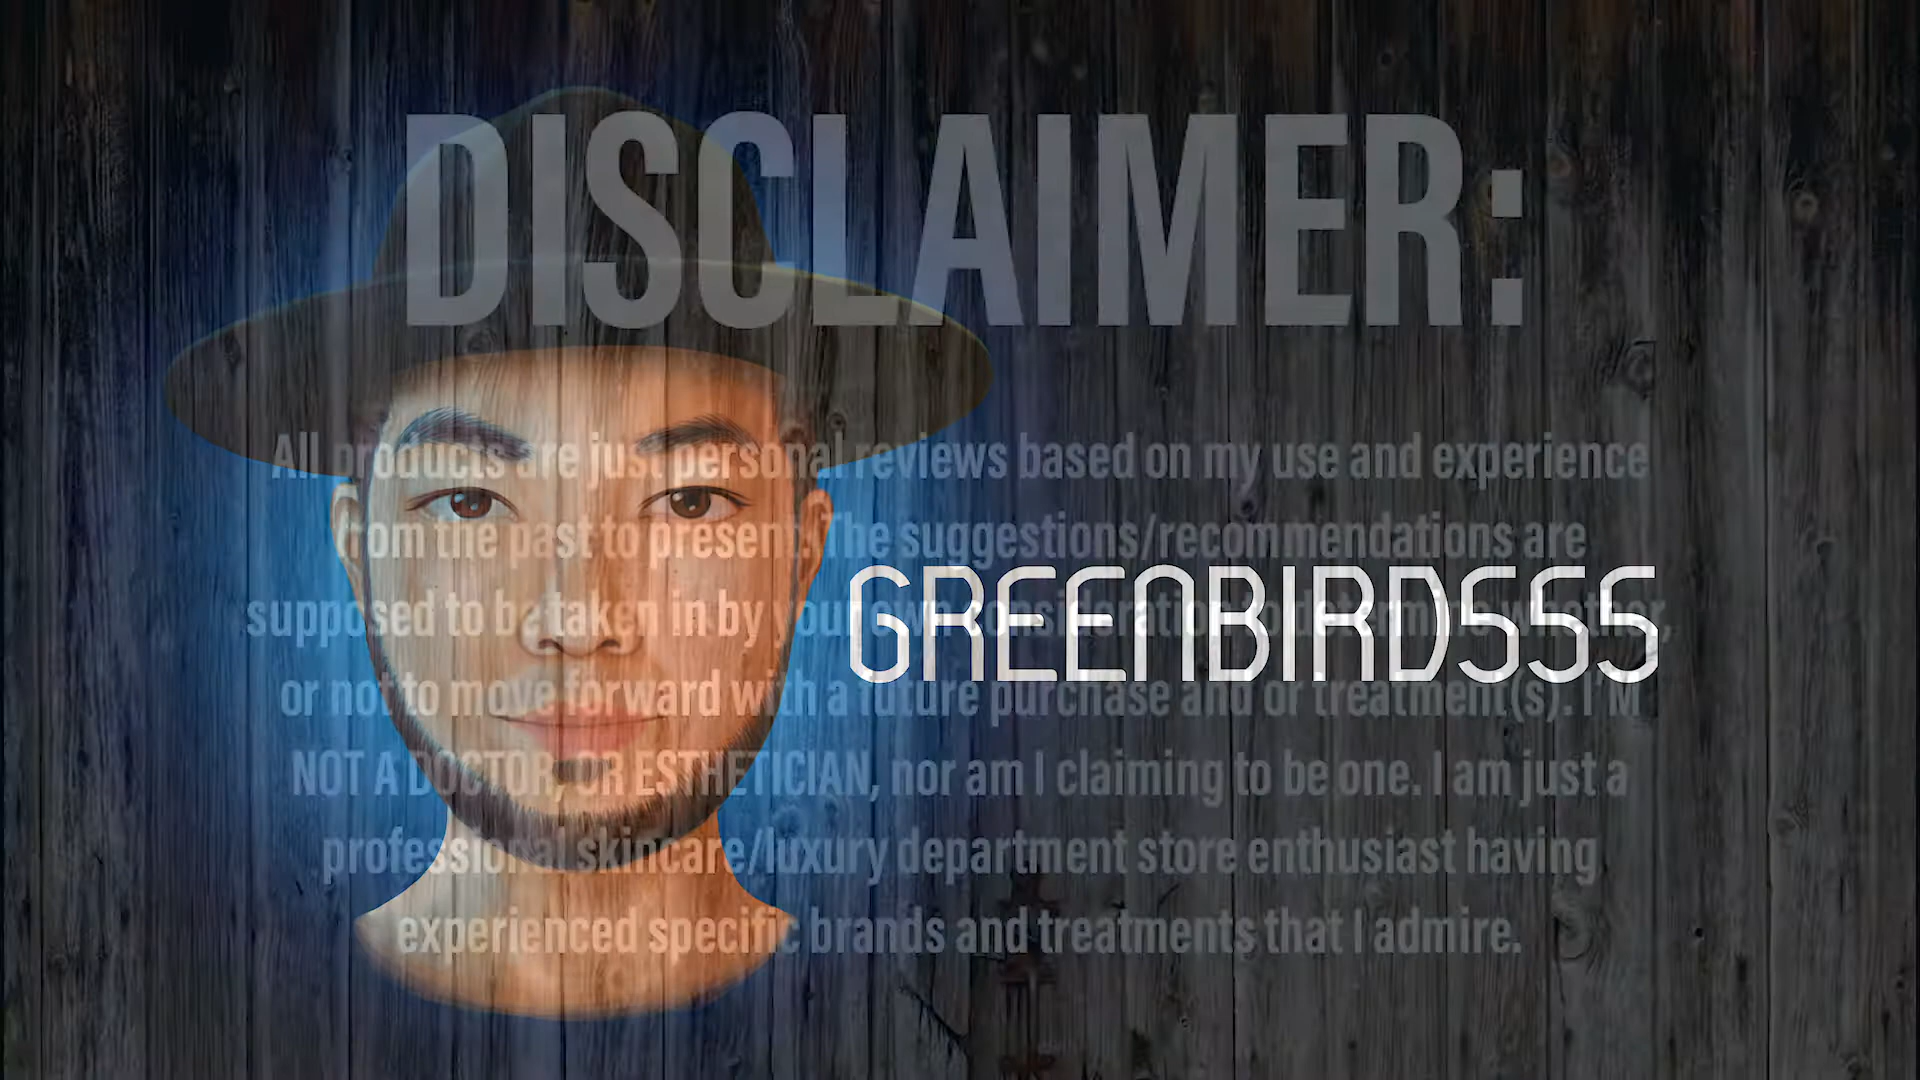 DISCLAIMER:
All products are just personal reviews based on my use and experience
from the past to present. The suggestions/recommendations are
GREENBIRD555
supposed to be taken in by your own consideration to determine whether,
or not to move forward with a future purchase and or treatment(s). I'M
NOT A DOCTOR, OR ESTHETICIAN, nor am I claiming to be one. I am just a
professional skincare/luxury department store enthusiast having
experienced specific brands and treatments that I admire.